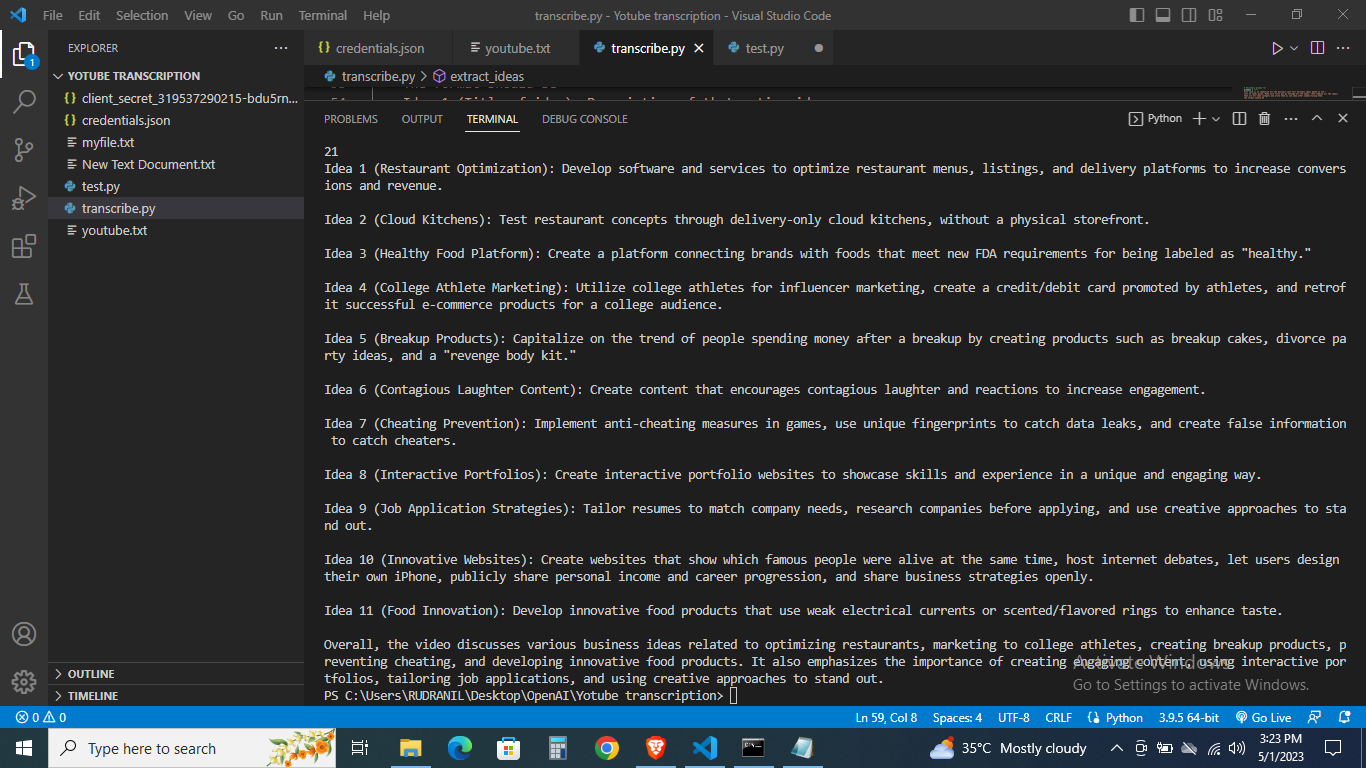 File Edit Selection View Go Run Terminal Help
transcribe.py - Yotube transcription - Visual Studio Code
EXPLORER
YOTUBE TRANSCRIPTION
{} client_secret_319537290215-bdu5rn...
{} credentials.json
myfile.txt
New Text Document.txt
test.py
transcribe.py
youtube.txt
OUTLINE
TIMELINE
1
{} credentials.json youtube.txt transcribe.py test.py
transcribe.py > extract_ideas
PROBLEMS OUTPUT TERMINAL DEBUG CONSOLE
Python
21
Idea 1 (Restaurant Optimization): Develop software and services to optimize restaurant menus, listings, and delivery platforms to increase convers
ions and revenue.
Idea 2 (Cloud Kitchens): Test restaurant concepts through delivery-only cloud kitchens, without a physical storefront.
Idea 3 (Healthy Food Platform): Create a platform connecting brands with foods that meet new FDA requirements for being labeled as "healthy."
Idea 4 (College Athlete Marketing): Utilize college athletes for influencer marketing, create a credit/debit card promoted by athletes, and retrof
it successful e-commerce products for a college audience.
Idea 5 (Breakup Products): Capitalize on the trend of people spending money after a breakup by creating products such as breakup cakes, divorce pa
rty ideas, and a "revenge body kit."
Idea 6 (Contagious Laughter Content): Create content that encourages contagious laughter and reactions to increase engagement.
Idea 7 (Cheating Prevention): Implement anti-cheating measures in games, use unique fingerprints to catch data leaks, and create false information
to catch cheaters.
Idea 8 (Interactive Portfolios): Create interactive portfolio websites to showcase skills and experience in a unique and engaging way.
Idea 9 (Job Application Strategies): Tailor resumes to match company needs, research companies before applying, and use creative approaches to sta
nd out.
Idea 10 (Innovative Websites): Create websites that show which famous people were alive at the same time, host internet debates, let users design
their own iPhone, publicly share personal income and career progression, and share business strategies openly.
Idea 11 (Food Innovation): Develop innovative food products that use weak electrical currents or scented/flavored rings to enhance taste.
Overall, the video discusses various business ideas related to optimizing restaurants, marketing to college athletes, creating breakup products, p
reventing cheating, and developing innovative food products. It also emphasizes the importance of creating engaging content, using interactive por
tfolios, tailoring job applications, and using creative approaches to stand out.
PS C:\Users\RUDRANIL\Desktop\OpenAI\Yotube transcription>
Activate Windows
Go to Settings to activate Windows.
0 0
Ln 59, Col 8 Spaces: 4 UTF-8 CRLF {} Python 3.9.5 64-bit Go Live
Type here to search
35°C Mostly cloudy
3:23 PM
5/1/2023